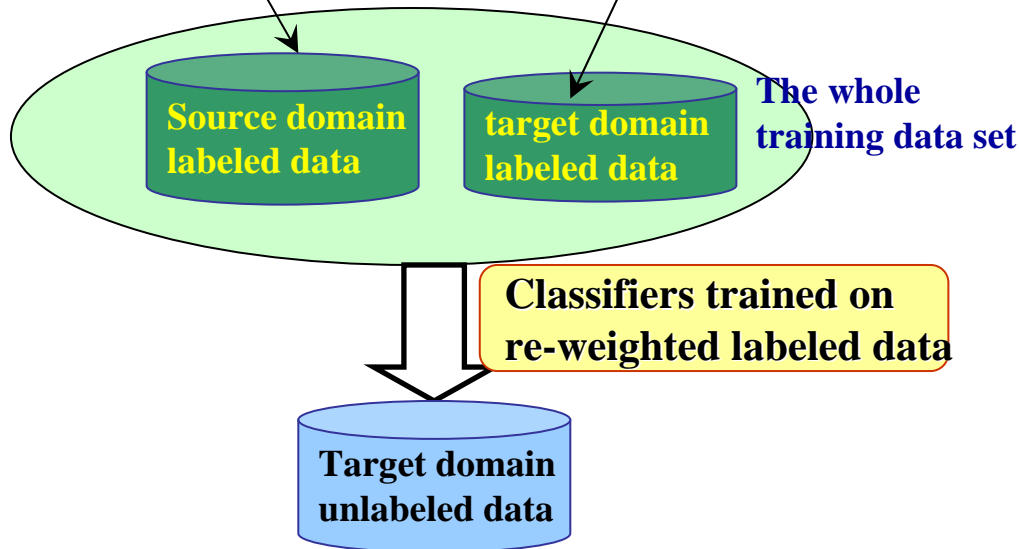 Source domain
labeled data
target domain
labeled data
The whole
training data set
Classifiers trained on
re-weighted labeled data
Target domain
unlabeled data